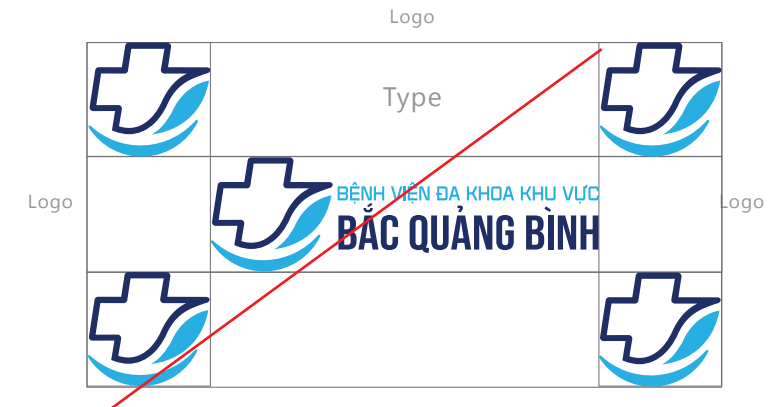 Logo
Type
Logo
BỆNH VIỆN ĐA KHOA KHU VỰC
BẮC QUẢNG BÌNH
Logo